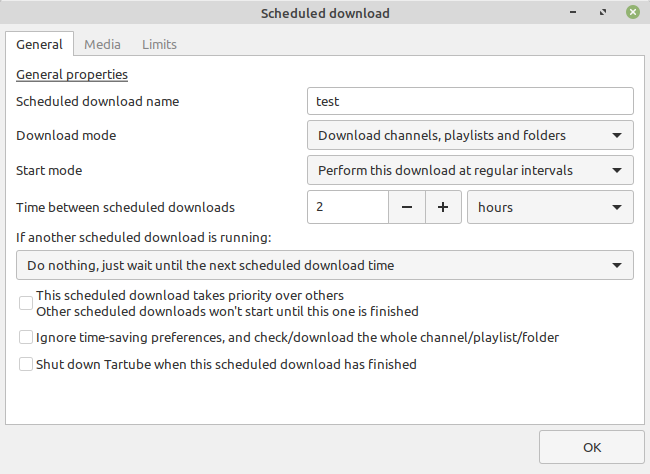 Scheduled download
General Media Limits
General properties
Scheduled download name test
Download mode Download channels, playlists and folders
Start mode Perform this download at regular intervals
Time between scheduled downloads 2 hours
If another scheduled download is running:
Do nothing, just wait until the next scheduled download time
This scheduled download takes priority over others
Other scheduled downloads won't start until this one is finished
Ignore time-saving preferences, and check/download the whole channel/playlist/folder
Shut down Tartube when this scheduled download has finished
OK